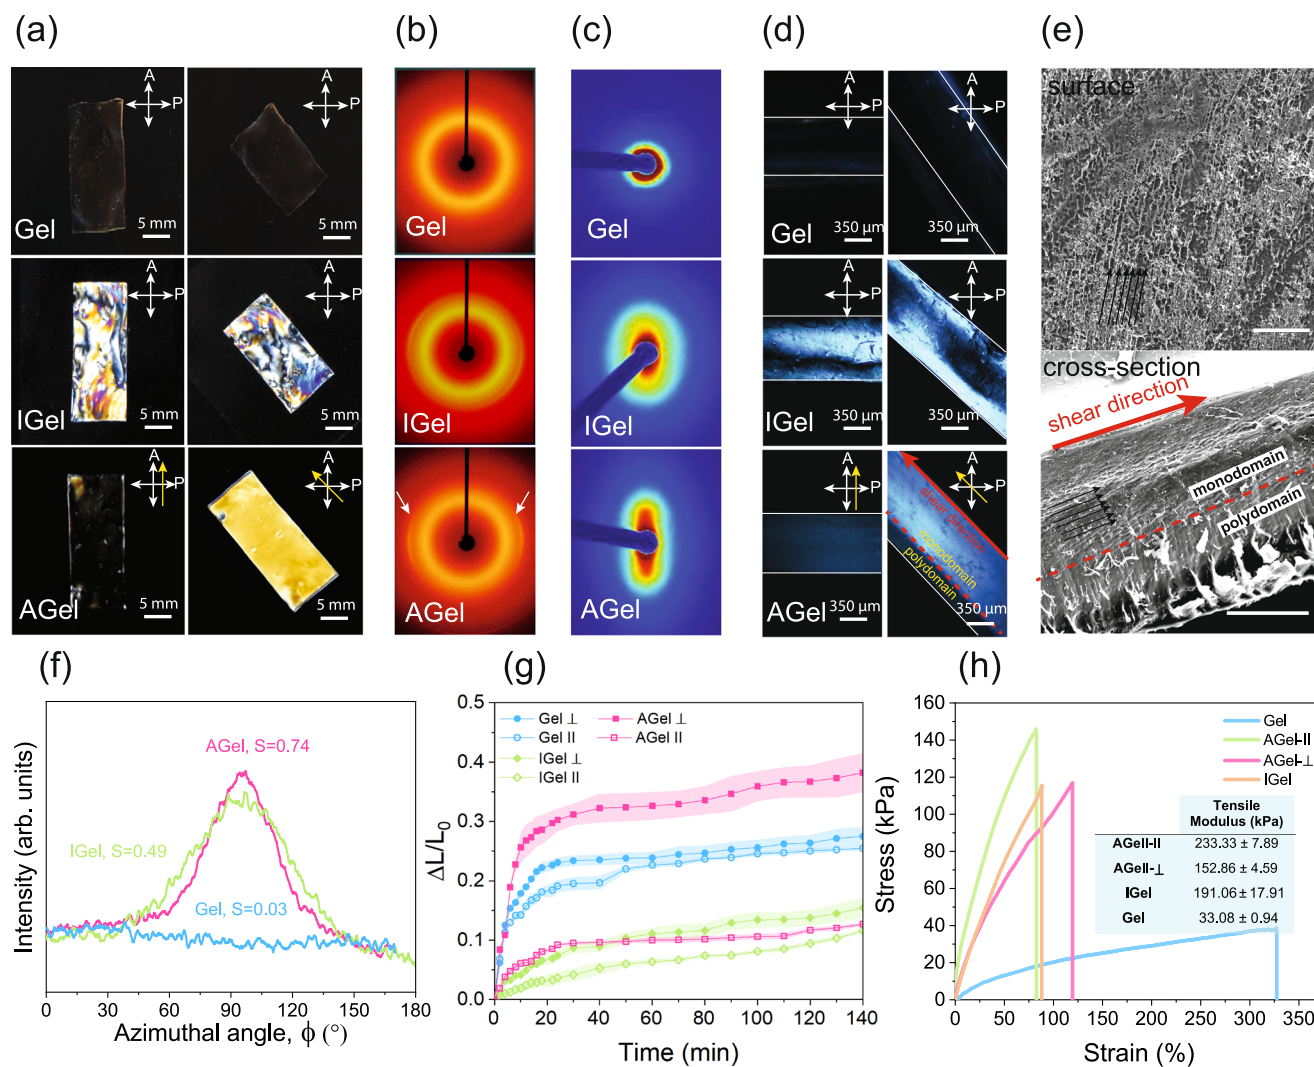 (a)
(b)
(c)
(d)
(e)
A
P
Gel
5 mm
A
P
5 mm
Gel
Gel
A
P
Gel
350 µm
A
P
350 µm
surface
A
P
IGel
5 mm
A
P
5 mm
IGel
IGel
A
P
IGel
350 µm
A
P
350 µm
cross-section
shear direction
monodomain
polydomain
A
P
AGel
5 mm
A
P
5 mm
AGel
AGel
A
P
AGel
350 µm
A
P
shear direction
monodomain
polydomain
350 µm
(f)
AGel, S=0.74
IGel, S=0.49
Gel, S=0.03
Intensity (arb. units)
0 30 60 90 120 150 180
Azimuthal angle, ϕ (°)
(g)
0.5
0.4
0.3
0.2
0.1
0.0
ΔL/L0
Gel ⊥
Gel II
IGel ⊥
IGel II
AGel ⊥
AGel II
0 20 40 60 80 100 120 140
Time (min)
(h)
160
140
120
100
80
60
40
20
0
Stress (kPa)
Gel
AGel-II
AGel-⊥
IGel
Tensile
Modulus (kPa)
AGell-II 233.33 ± 7.89
AGell-⊥ 152.86 ± 4.59
IGel 191.06 ± 17.91
Gel 33.08 ± 0.94
0 50 100 150 200 250 300 350
Strain (%)